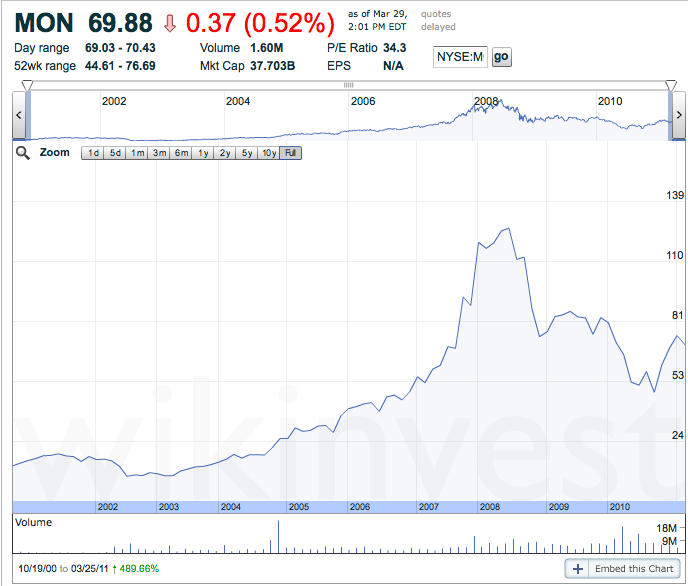 MON 69.88 0.37 (0.52%) as of Mar 29, 2:01 PM EDT quotes delayed
Day range 69.03 - 70.43 Volume 1.60M P/E Ratio 34.3
52wk range 44.61 - 76.69 Mkt Cap 37.703B EPS N/A
NYSE:M go
2002 2004 2006 2008 2010
Zoom 1d 5d 1m 3m 6m 1y 2y 5y 10y Full
139
110
81
53
24
wikinvest
2002 2003 2004 2005 2006 2007 2008 2009 2010
Volume
18M
9M
10/19/00 to 03/25/11 ↑ 489.66% + Embed this Chart